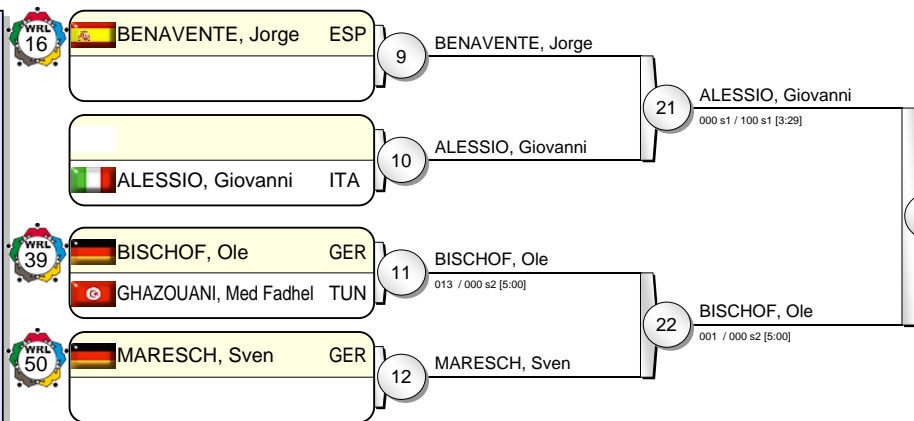 WRL
16
BENAVENTE, Jorge ESP
9
BENAVENTE, Jorge
21
ALESSIO, Giovanni
000 s1 / 100 s1 [3:29]
10
ALESSIO, Giovanni
ALESSIO, Giovanni ITA
WRL
39
BISCHOF, Ole GER
11
BISCHOF, Ole
013 / 000 s2 [5:00]
GHAZOUANI, Med Fadhel TUN
22
BISCHOF, Ole
001 / 000 s2 [5:00]
WRL
50
MARESCH, Sven GER
12
MARESCH, Sven